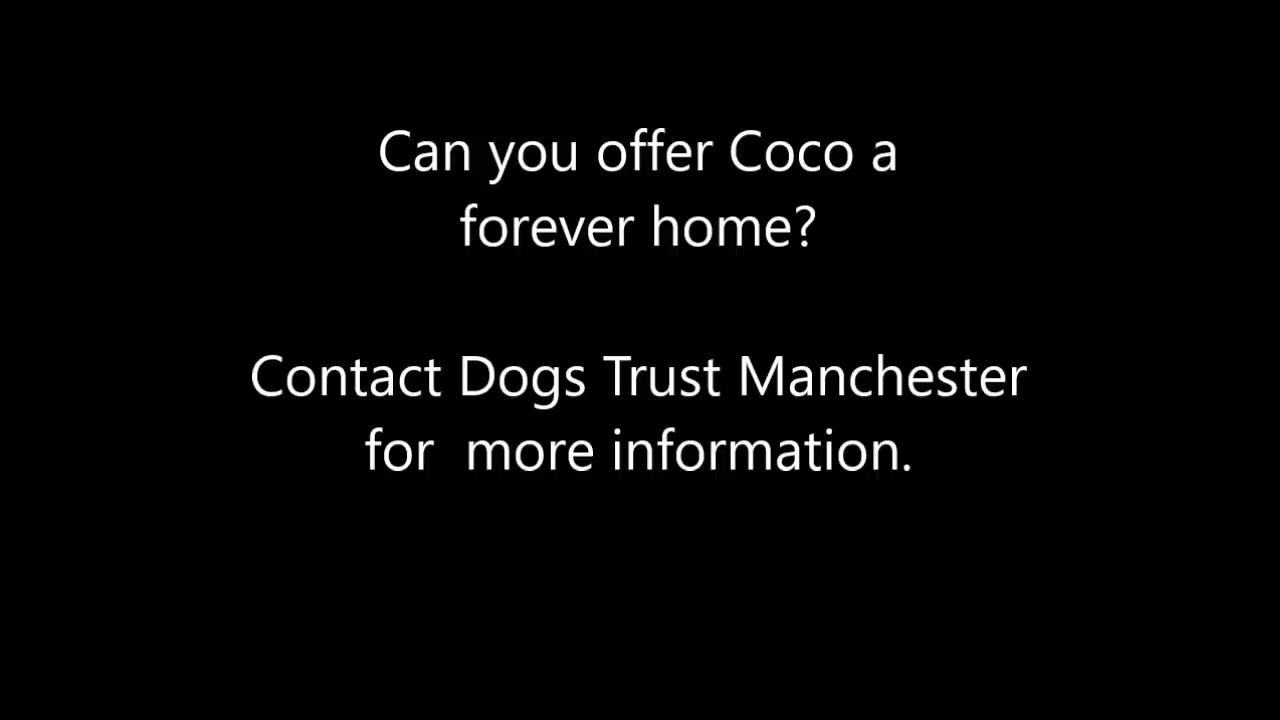 Can you offer Coco a
forever home?
Contact Dogs Trust Manchester
for  more information.